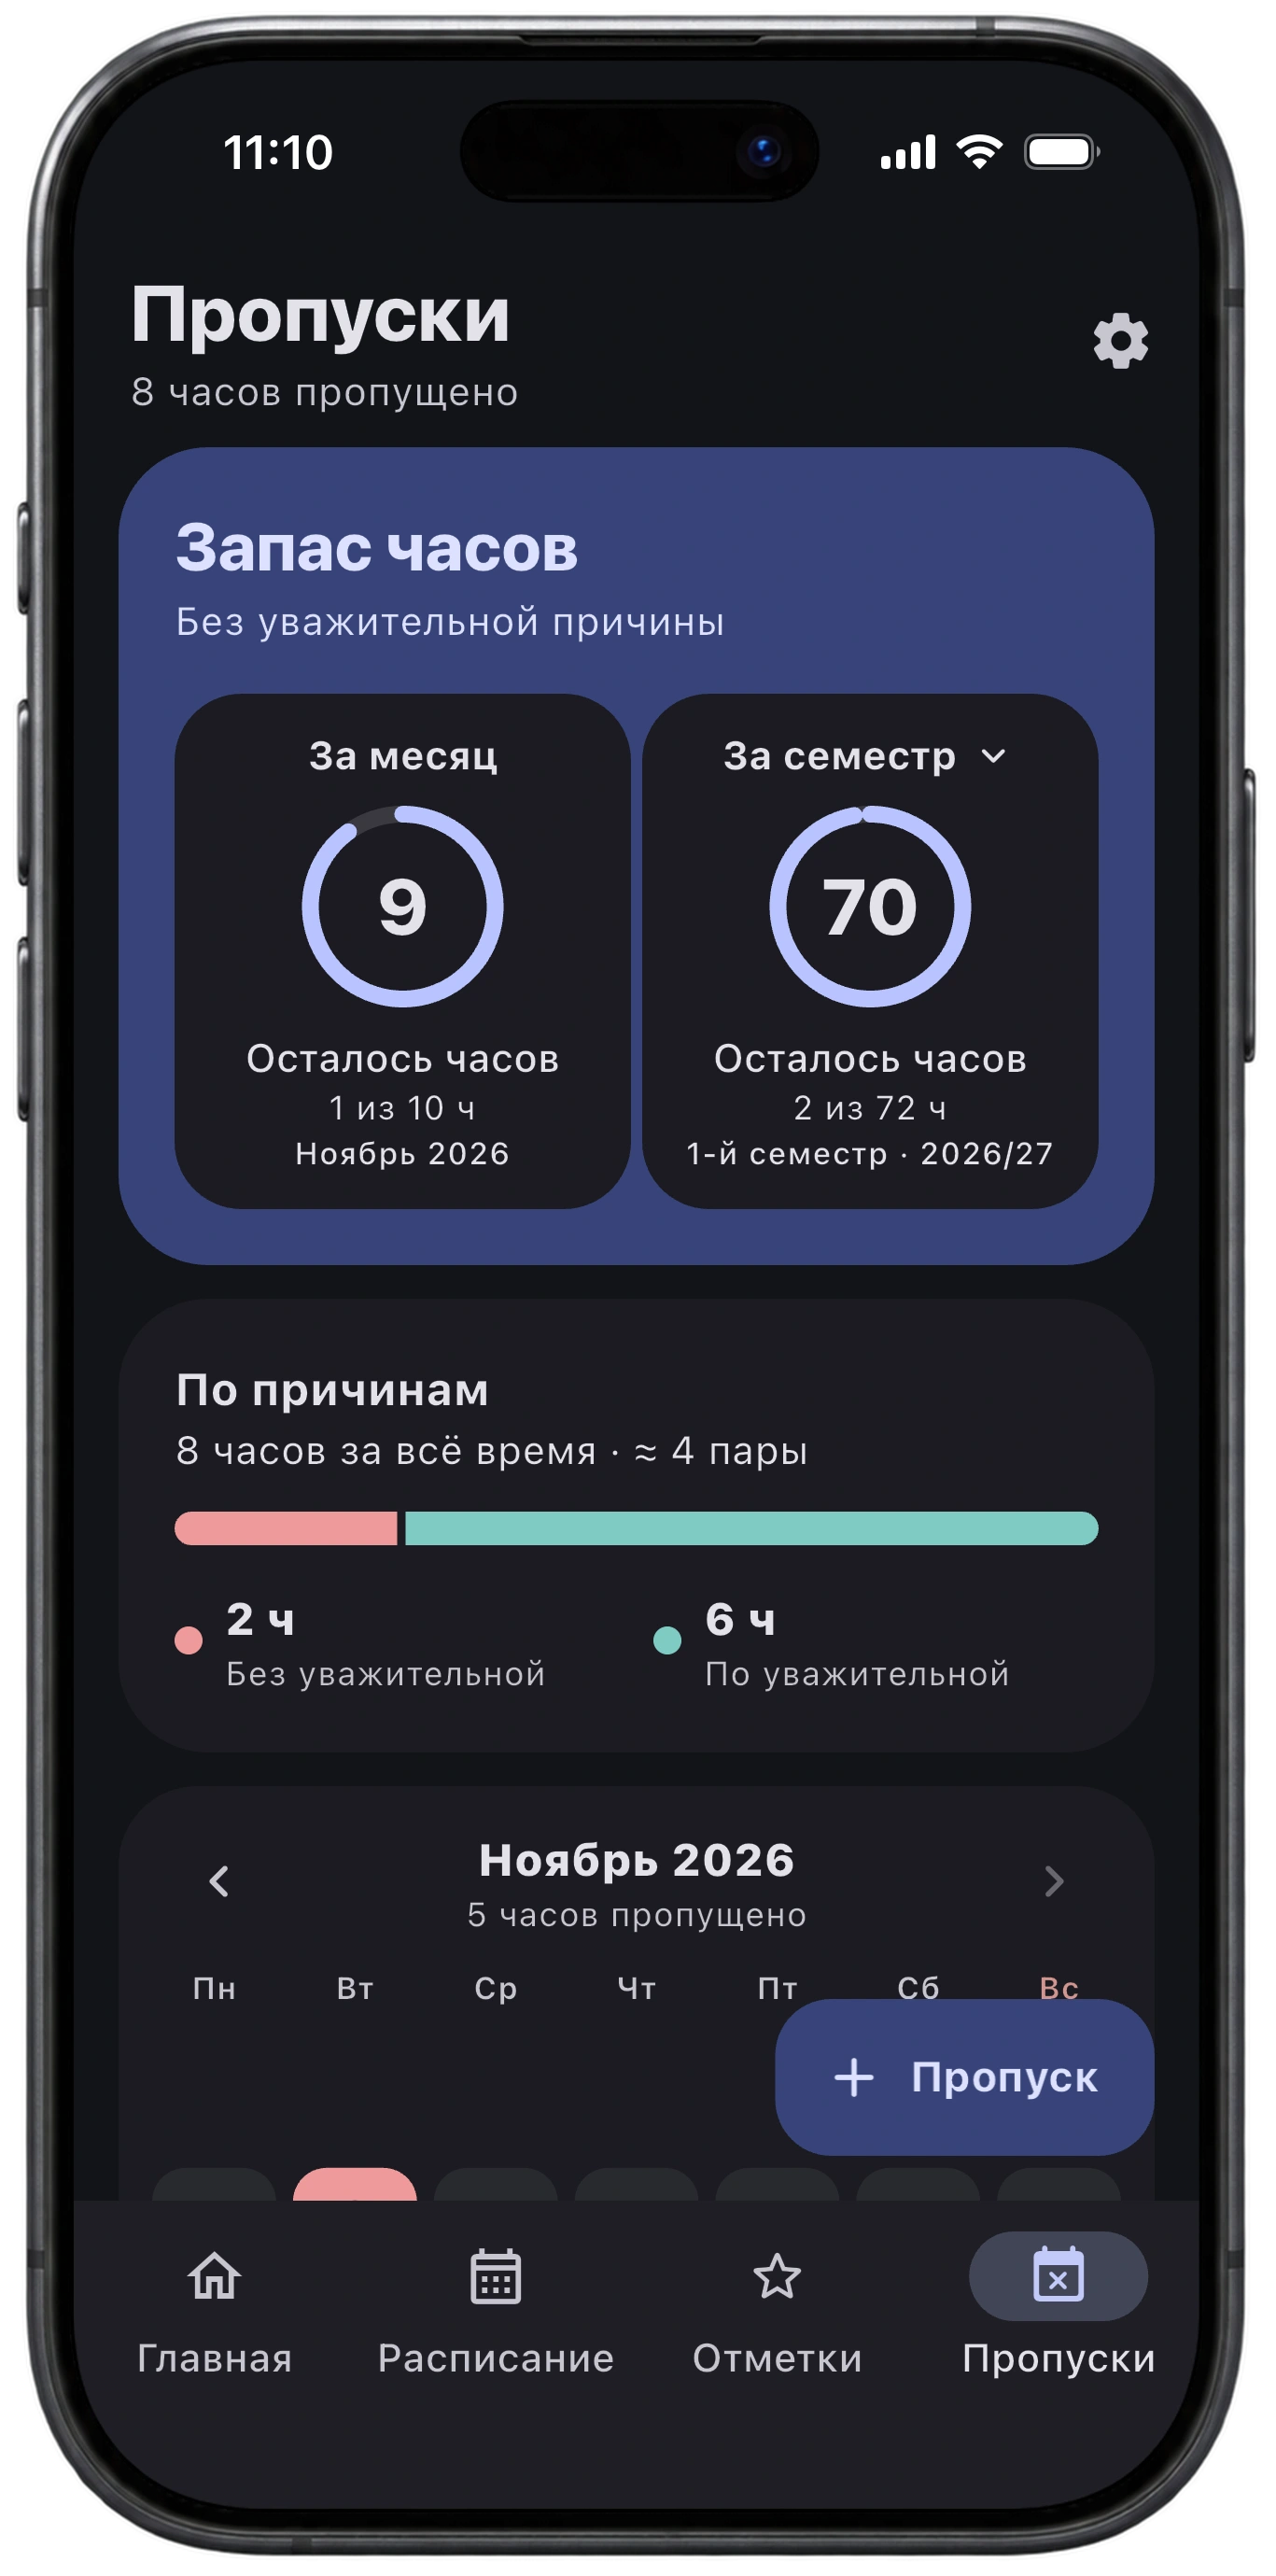 11:10
Пропуски
8 часов пропущено
Запас часов
Без уважительной причины
За месяц
9
Осталось часов
1 из 10 ч
Ноябрь 2026
За семестр
70
Осталось часов
2 из 72 ч
1-й семестр · 2026/27
По причинам
8 часов за всё время · ≈ 4 пары
2 ч
Без уважительной
6 ч
По уважительной
Ноябрь 2026
5 часов пропущено
Пн Вт Ср Чт Пт Сб Вс
+ Пропуск
Главная Расписание Отметки Пропуски